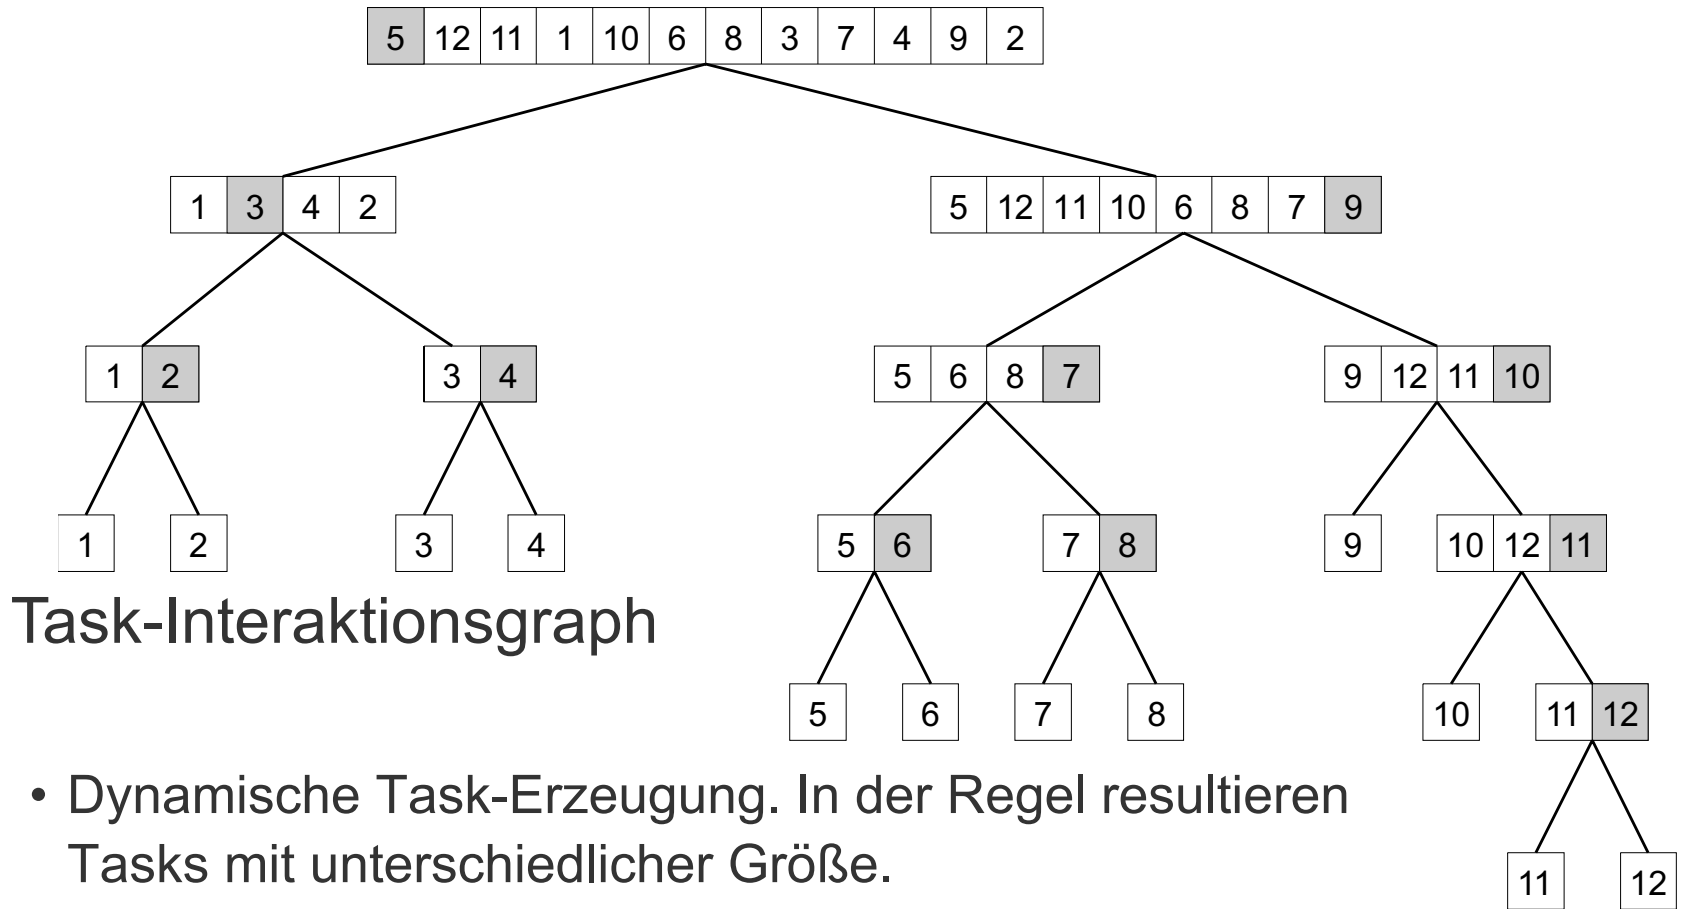 5 12 11 1 10 6 8 3 7 4 9 2
1 3 4 2
5 12 11 10 6 8 7 9
1 2
3 4
5 6 8 7
9 12 11 10
1
2
3
4
5 6
7 8
9
10 12 11
Task-Interaktionsgraph
5
6
7
8
10
11 12
• Dynamische Task-Erzeugung. In der Regel resultieren
Tasks mit unterschiedlicher Größe.
11
12